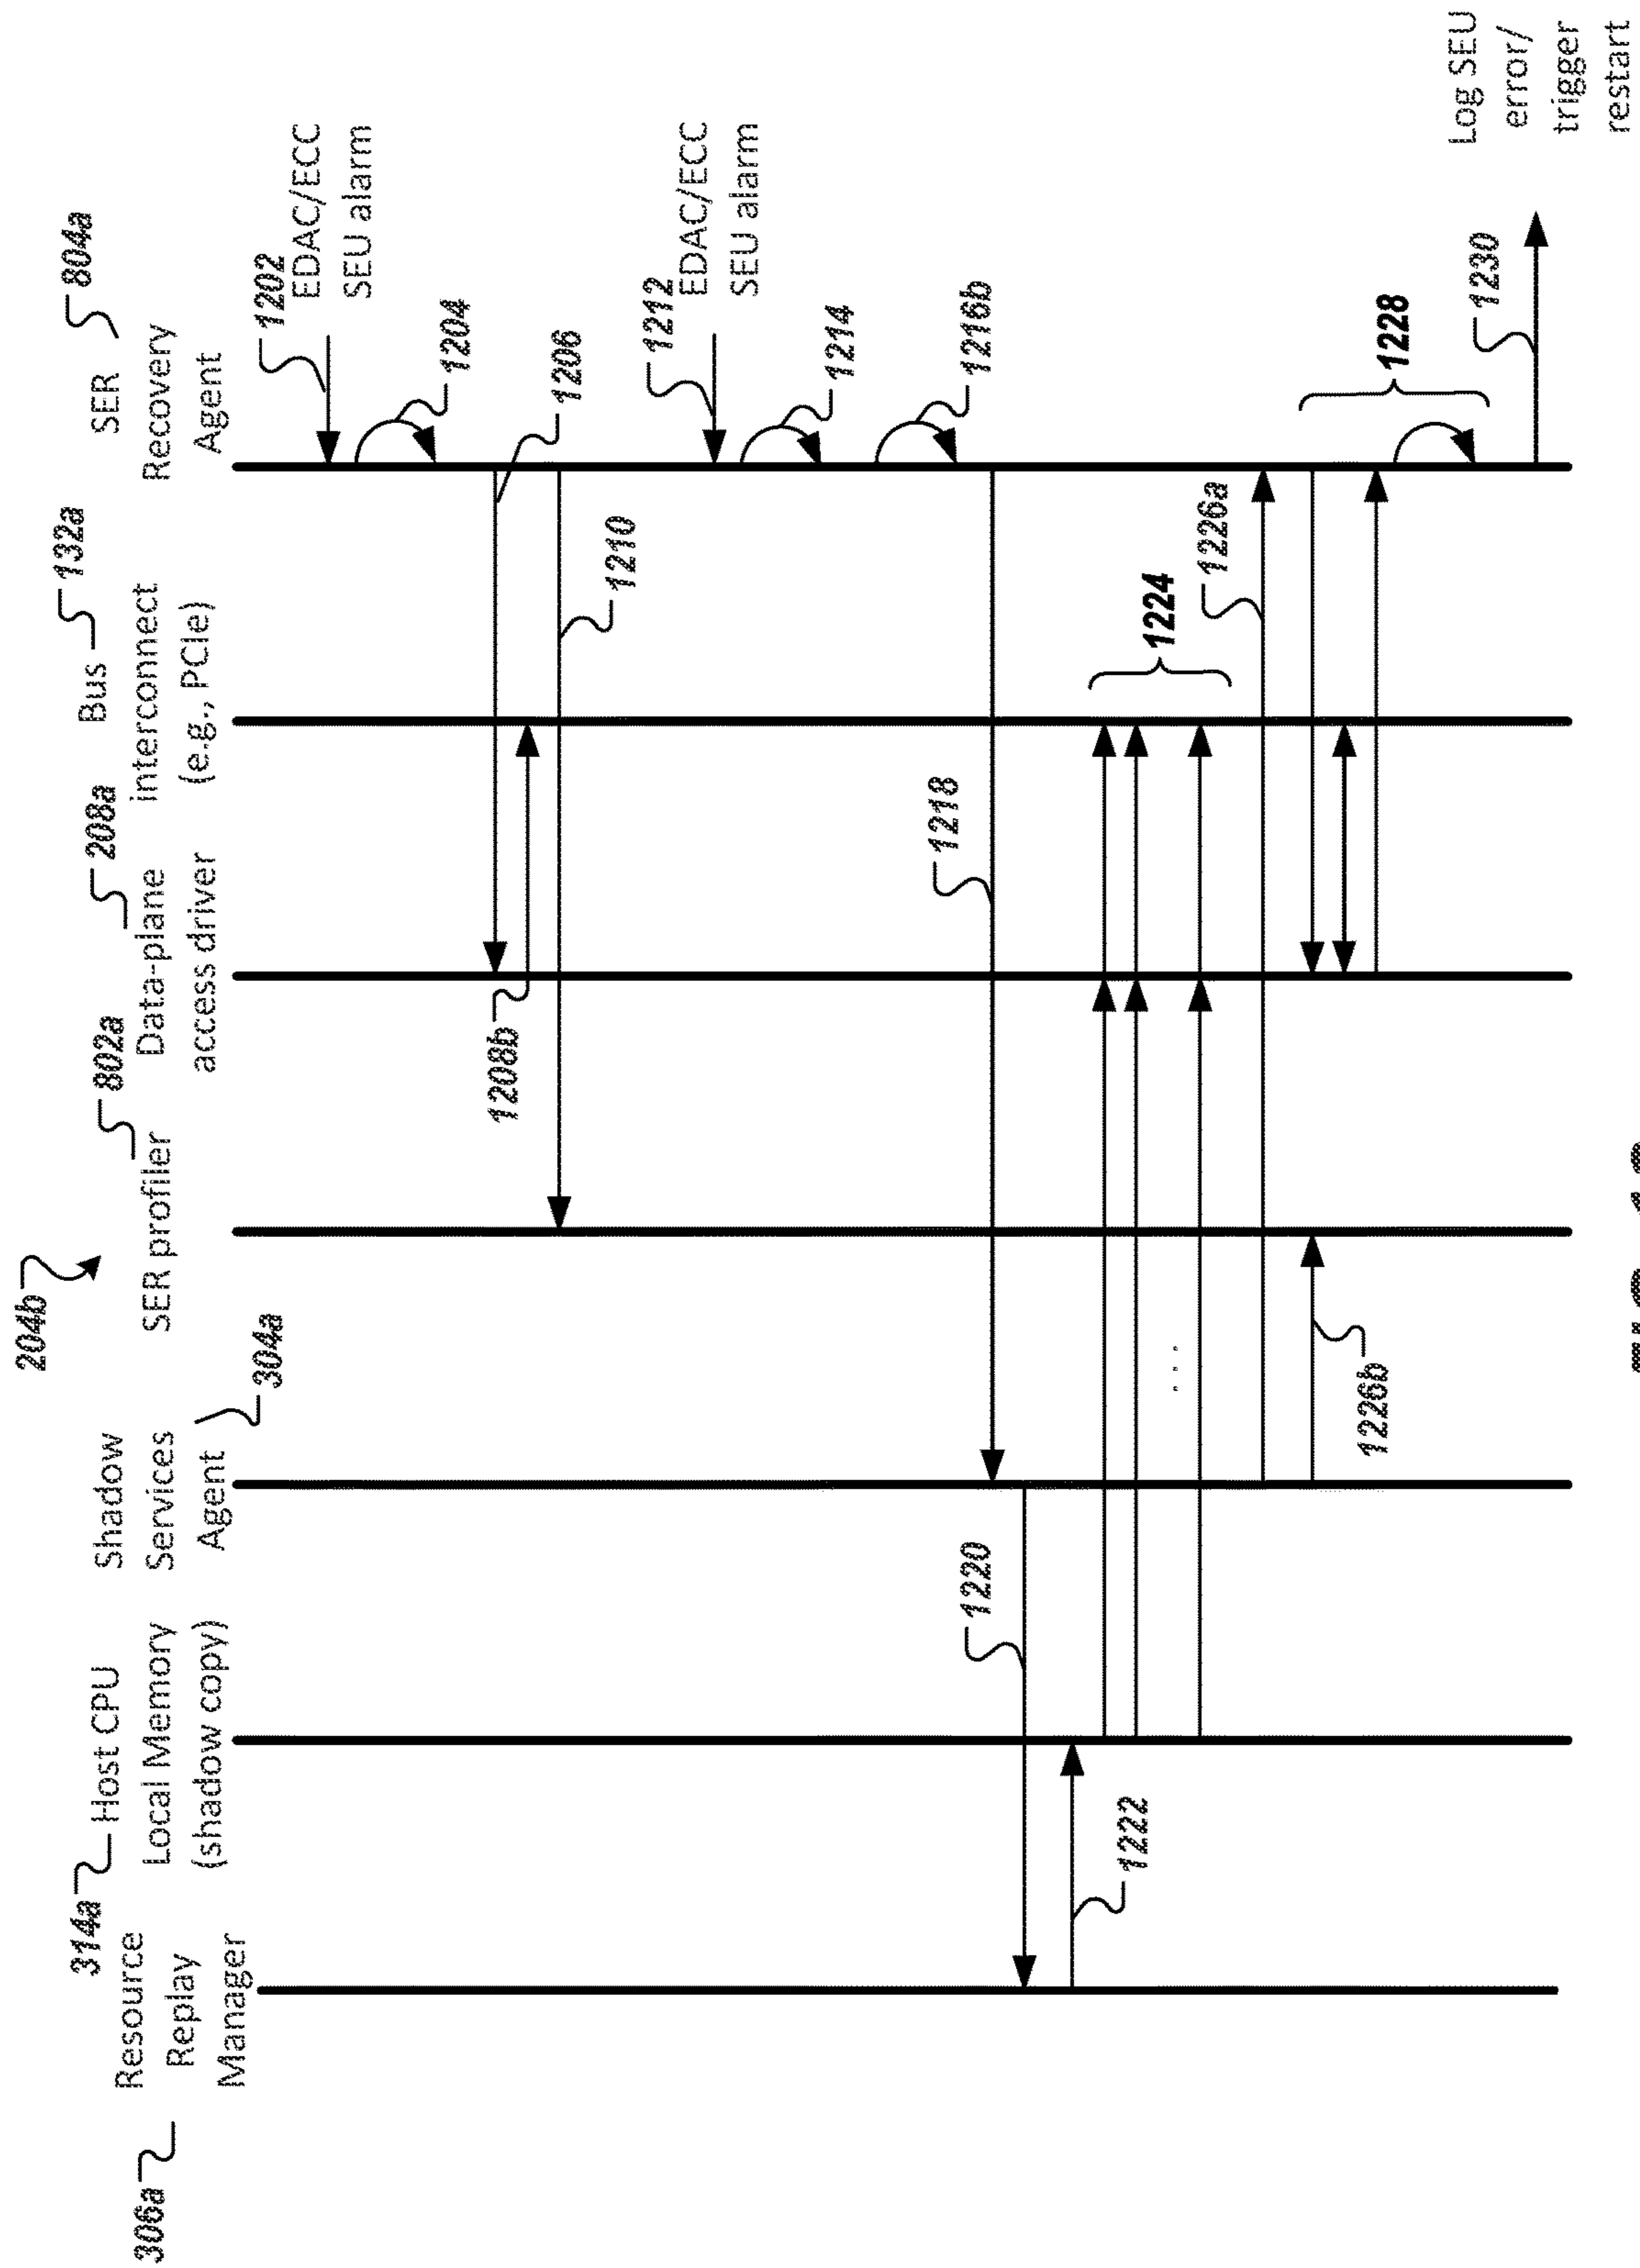 204b
306a
Resource
Replay
Manager
314a
Host CPU
Local Memory
(shadow copy)
Shadow
Services
Agent
304a
SER profiler
802a
Data-plane
access driver
208a
Bus
interconnect
(e.g., PCIe)
132a
SER
Recovery
Agent
804a
1202
EDAC/ECC
SEU alarm
1204
1206
1208b
1210
1212
EDAC/ECC
SEU alarm
1214
1216b
1218
1220
1222
1224
...
1226a
1226b
1228
1230
Log SEU
error/
trigger
restart